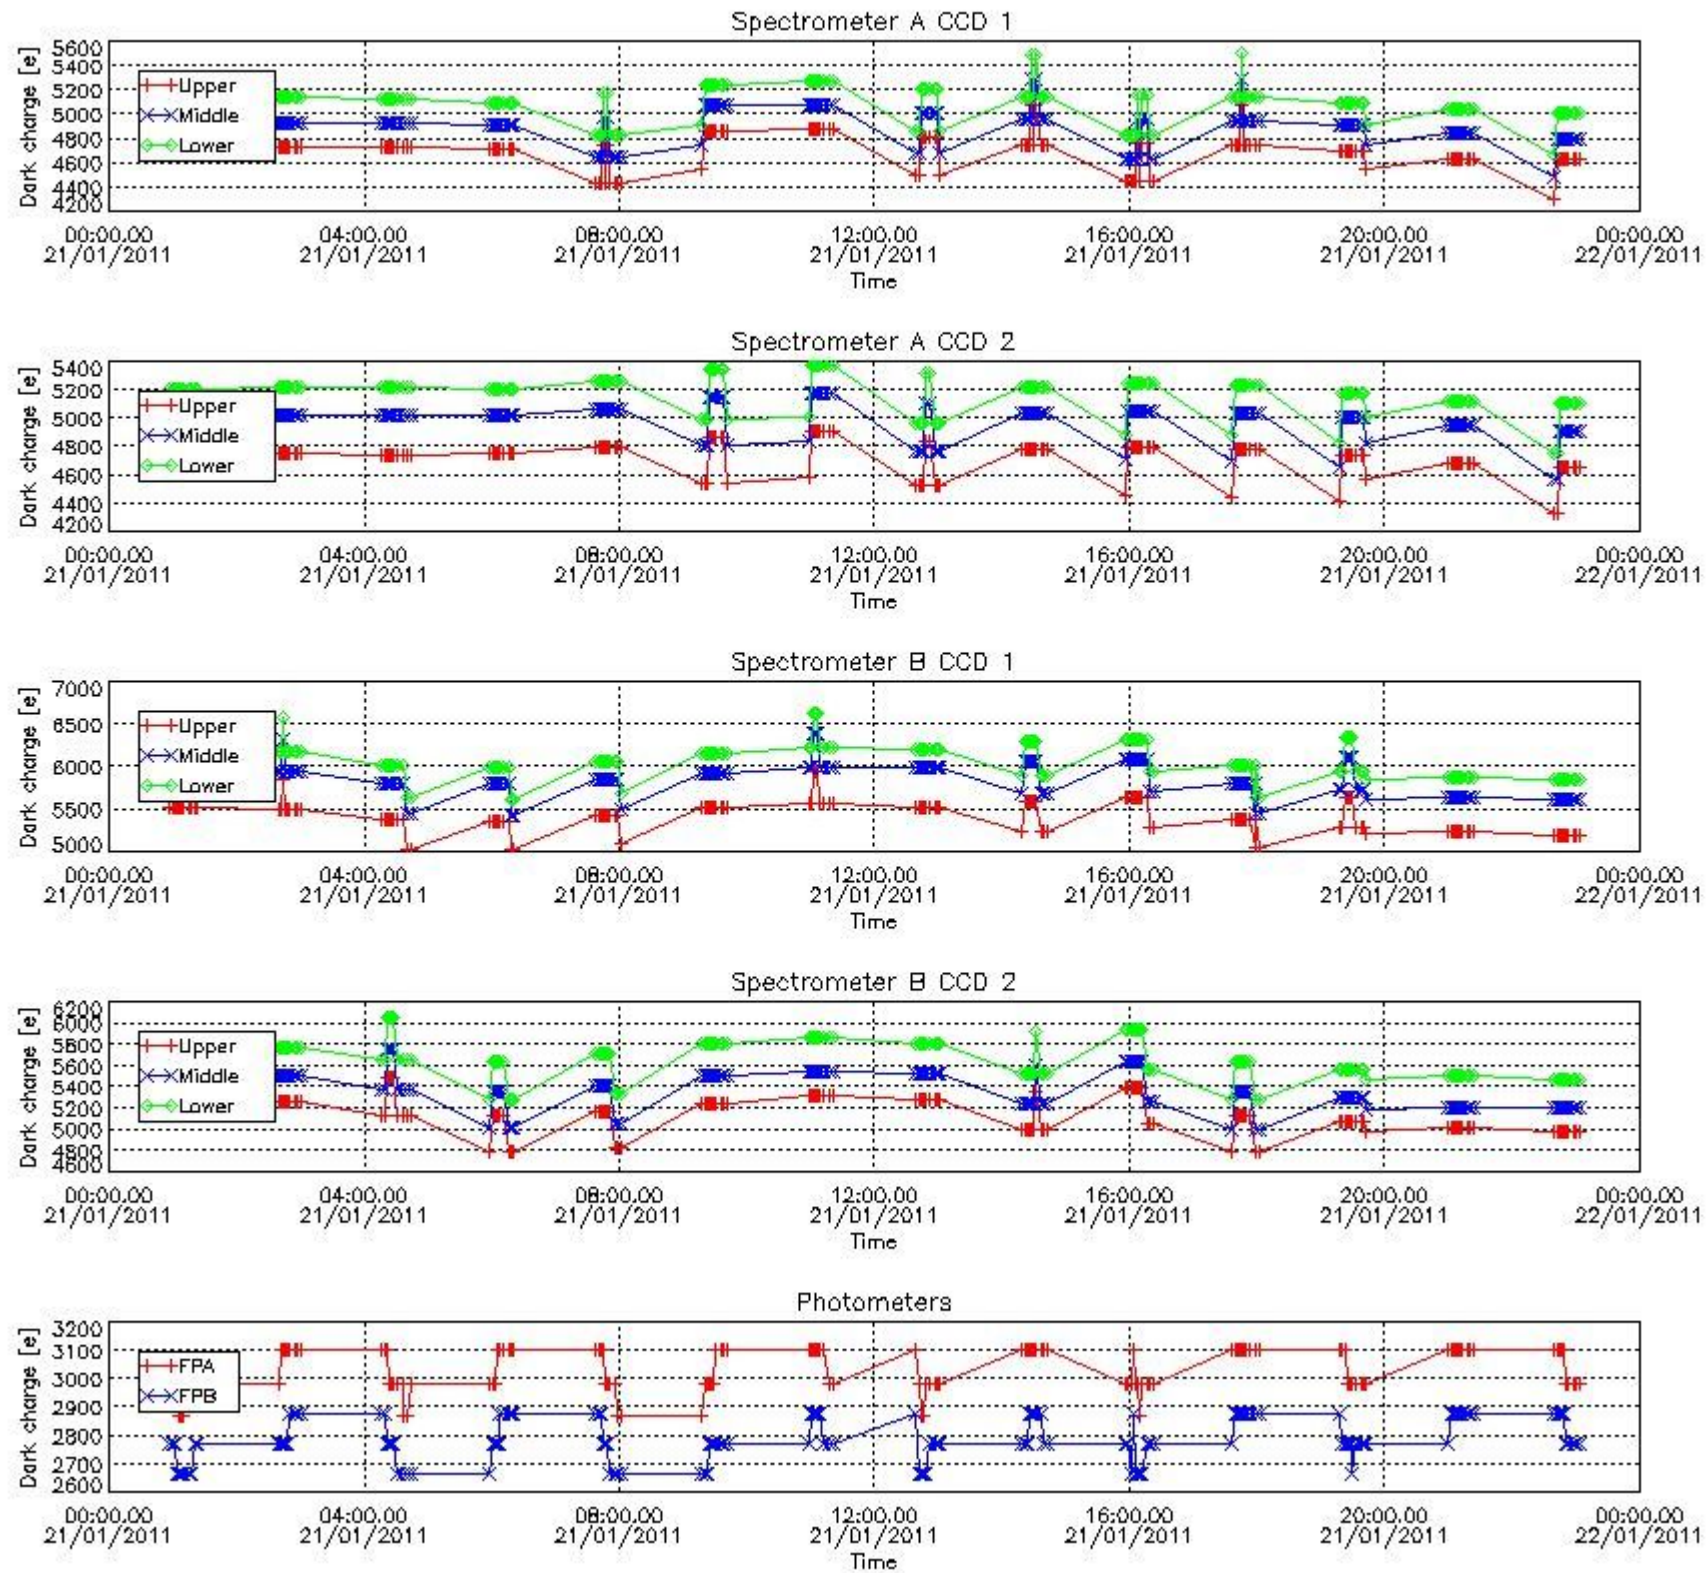 Spectrometer A CCD 1
Dark charge [e]
5600
5400
5200
5000
4800
4600
4400
4200
Upper
Middle
Lower
00:00.00 04:00.00 08:00.00 12:00.00 16:00.00 20:00.00 00:00.00
21/01/2011 21/01/2011 21/01/2011 21/01/2011 21/01/2011 21/01/2011 22/01/2011
Time
Spectrometer A CCD 2
Dark charge [e]
5400
5200
5000
4800
4600
4400
4200
Upper
Middle
Lower
00:00.00 04:00.00 08:00.00 12:00.00 16:00.00 20:00.00 00:00.00
21/01/2011 21/01/2011 21/01/2011 21/01/2011 21/01/2011 21/01/2011 22/01/2011
Time
Spectrometer B CCD 1
Dark charge [e]
7000
6500
6000
5500
5000
Upper
Middle
Lower
00:00.00 04:00.00 08:00.00 12:00.00 16:00.00 20:00.00 00:00.00
21/01/2011 21/01/2011 21/01/2011 21/01/2011 21/01/2011 21/01/2011 22/01/2011
Time
Spectrometer B CCD 2
Dark charge [e]
6200
6000
5800
5600
5400
5200
5000
4800
4600
Upper
Middle
Lower
00:00.00 04:00.00 08:00.00 12:00.00 16:00.00 20:00.00 00:00.00
21/01/2011 21/01/2011 21/01/2011 21/01/2011 21/01/2011 21/01/2011 22/01/2011
Time
Photometers
Dark charge [e]
3200
3100
3000
2900
2800
2700
2600
FPA
FPB
00:00.00 04:00.00 08:00.00 12:00.00 16:00.00 20:00.00 00:00.00
21/01/2011 21/01/2011 21/01/2011 21/01/2011 21/01/2011 21/01/2011 22/01/2011
Time